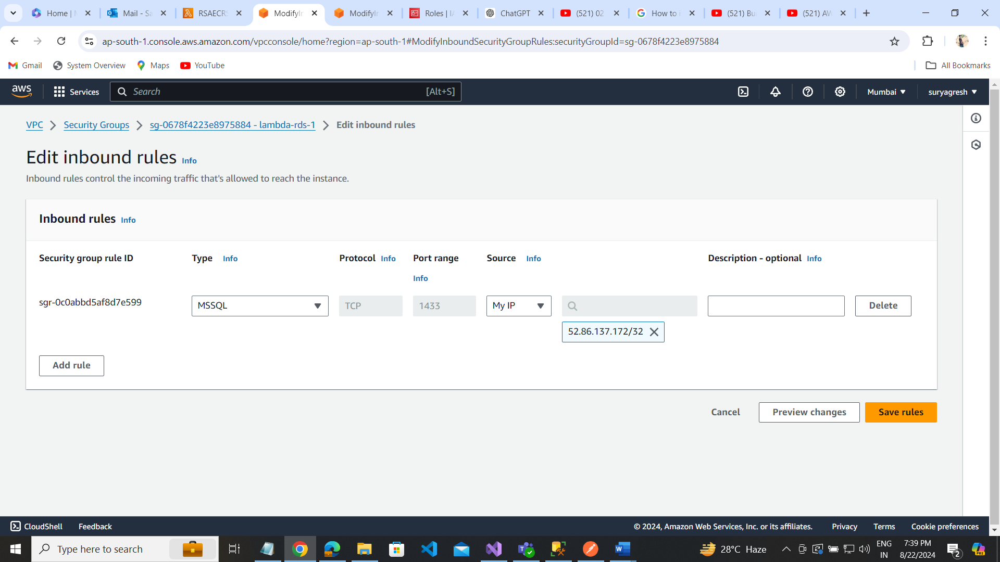 Home | M
Mail - Sa
RSAECRS
ModifyIn
ModifyIn
Roles | IA
ChatGPT
(521) 02
How to i
(521) Bui
(521) AW
ap-south-1.console.aws.amazon.com/vpcconsole/home?region=ap-south-1#ModifyInboundSecurityGroupRules:securityGroupId=sg-0678f4223e8975884
Gmail System Overview Maps YouTube All Bookmarks
aws Services Search [Alt+S] Mumbai suryagresh
VPC Security Groups sg-0678f4223e8975884 - lambda-rds-1 Edit inbound rules
Edit inbound rules Info
Inbound rules control the incoming traffic that's allowed to reach the instance.
Inbound rules Info
Security group rule ID Type Info Protocol Info Port range Source Info Description - optional Info
Info
sgr-0c0abbd5af8d7e599 MSSQL TCP 1433 My IP Delete
52.86.137.172/32
Add rule
Cancel Preview changes Save rules
CloudShell Feedback © 2024, Amazon Web Services, Inc. or its affiliates. Privacy Terms Cookie preferences
Type here to search 28°C Haze ENG 7:39 PM
IN 8/22/2024 2
PRE